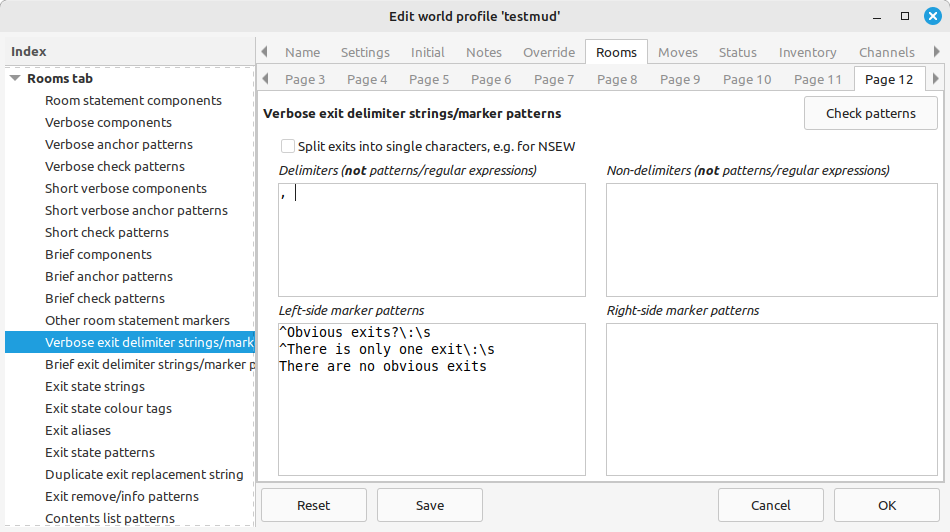 Edit world profile 'testmud'
Index
Rooms tab
Room statement components
Verbose components
Verbose anchor patterns
Verbose check patterns
Short verbose components
Short verbose anchor patterns
Short check patterns
Brief components
Brief anchor patterns
Brief check patterns
Other room statement markers
Verbose exit delimiter strings/mark
Brief exit delimiter strings/marker p
Exit state strings
Exit state colour tags
Exit aliases
Exit state patterns
Duplicate exit replacement string
Exit remove/info patterns
Contents list patterns
Name Settings Initial Notes Override Rooms Moves Status Inventory Channels
Page 3 Page 4 Page 5 Page 6 Page 7 Page 8 Page 9 Page 10 Page 11 Page 12
Verbose exit delimiter strings/marker patterns
Check patterns
Split exits into single characters, e.g. for NSEW
Delimiters (not patterns/regular expressions)
,
Non-delimiters (not patterns/regular expressions)
Left-side marker patterns
^Obvious exits?\:\s
^There is only one exit\:\s
There are no obvious exits
Right-side marker patterns
Reset Save Cancel OK